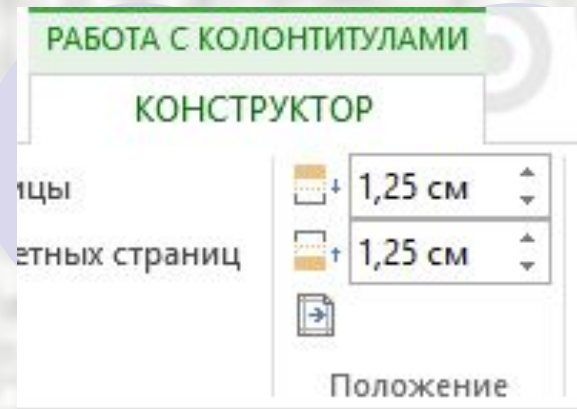 РАБОТА С КОЛОНТИТУЛАМИ
КОНСТРУКТОР
ицы
1,25 см
етных страниц
1,25 см
Положение